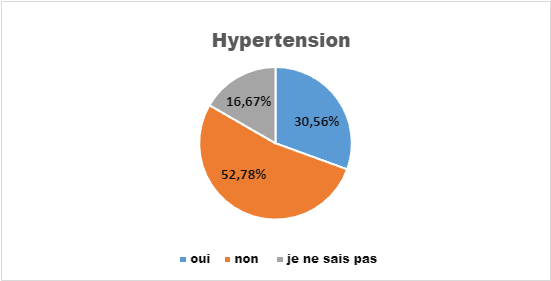 Hypertension
16,67%
30,56%
52,78%
oui non je ne sais pas